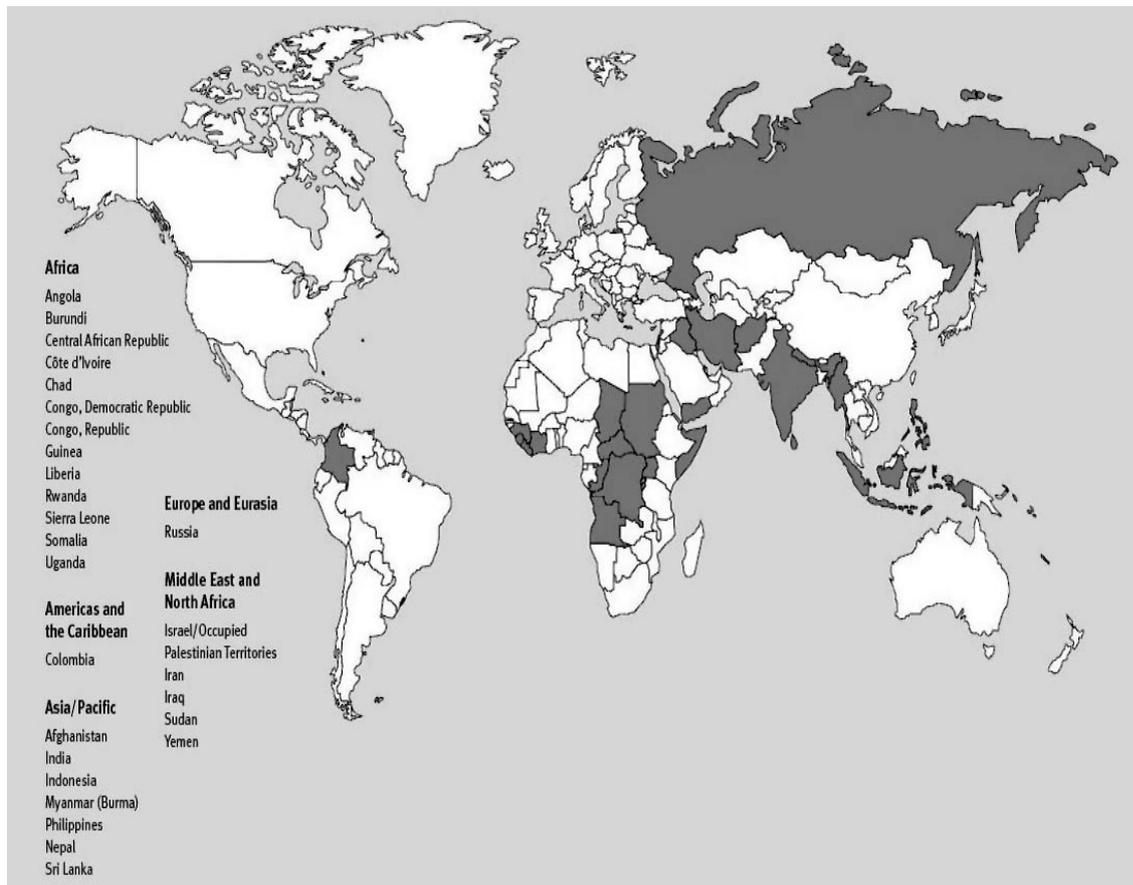 Africa
Angola
Burundi
Central African Republic
Côte d'Ivoire
Chad
Congo, Democratic Republic
Congo, Republic
Guinea
Liberia
Rwanda
Sierra Leone
Somalia
Uganda
Americas and
the Caribbean
Colombia
Asia/Pacific
Afghanistan
India
Indonesia
Myanmar (Burma)
Philippines
Nepal
Sri Lanka
Europe and Eurasia
Russia
Middle East and
North Africa
Israel/Occupied
Palestinian Territories
Iran
Iraq
Sudan
Yemen